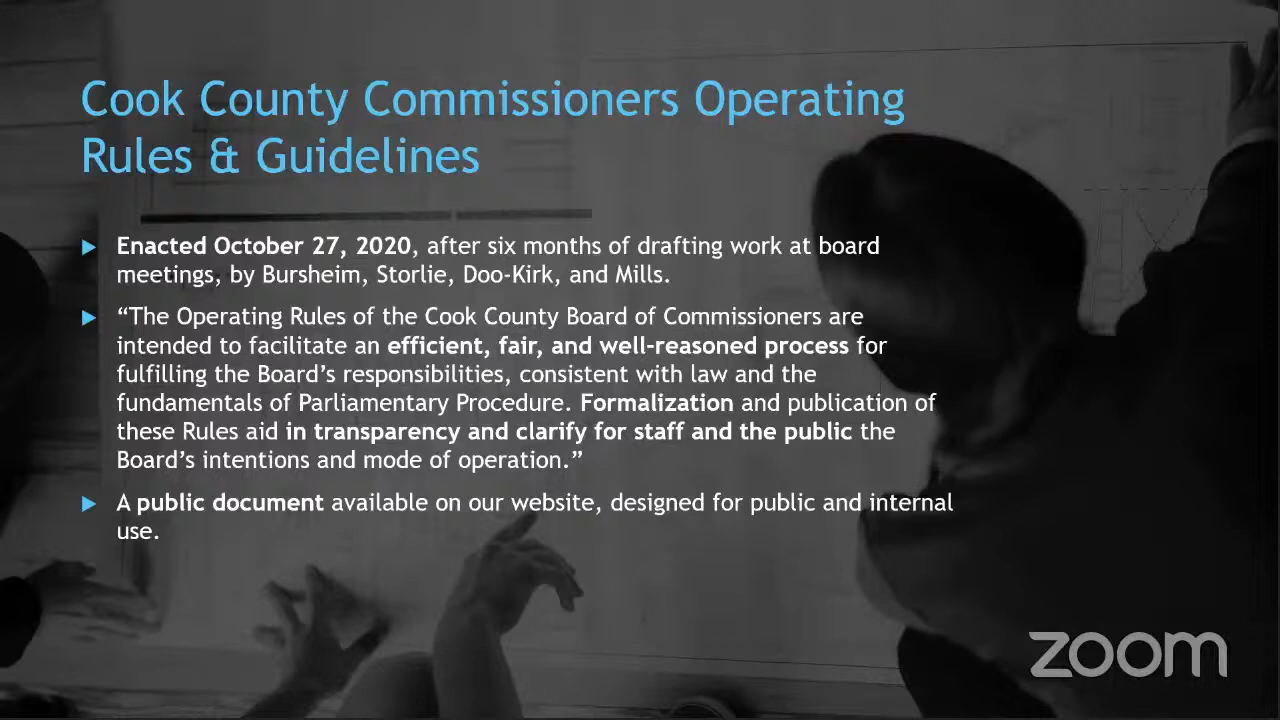 Cook County Commissioners Operating
Rules & Guidelines
Enacted October 27, 2020, after six months of drafting work at board
meetings, by Bursheim, Storlie, Doo-Kirk, and Mills.
“The Operating Rules of the Cook County Board of Commissioners are
intended to facilitate an efficient, fair, and well-reasoned process for
fulfilling the Board’s responsibilities, consistent with law and the
fundamentals of Parliamentary Procedure. Formalization and publication of
these Rules aid in transparency and clarify for staff and the public the
Board’s intentions and mode of operation.”
A public document available on our website, designed for public and internal
use.
zoom